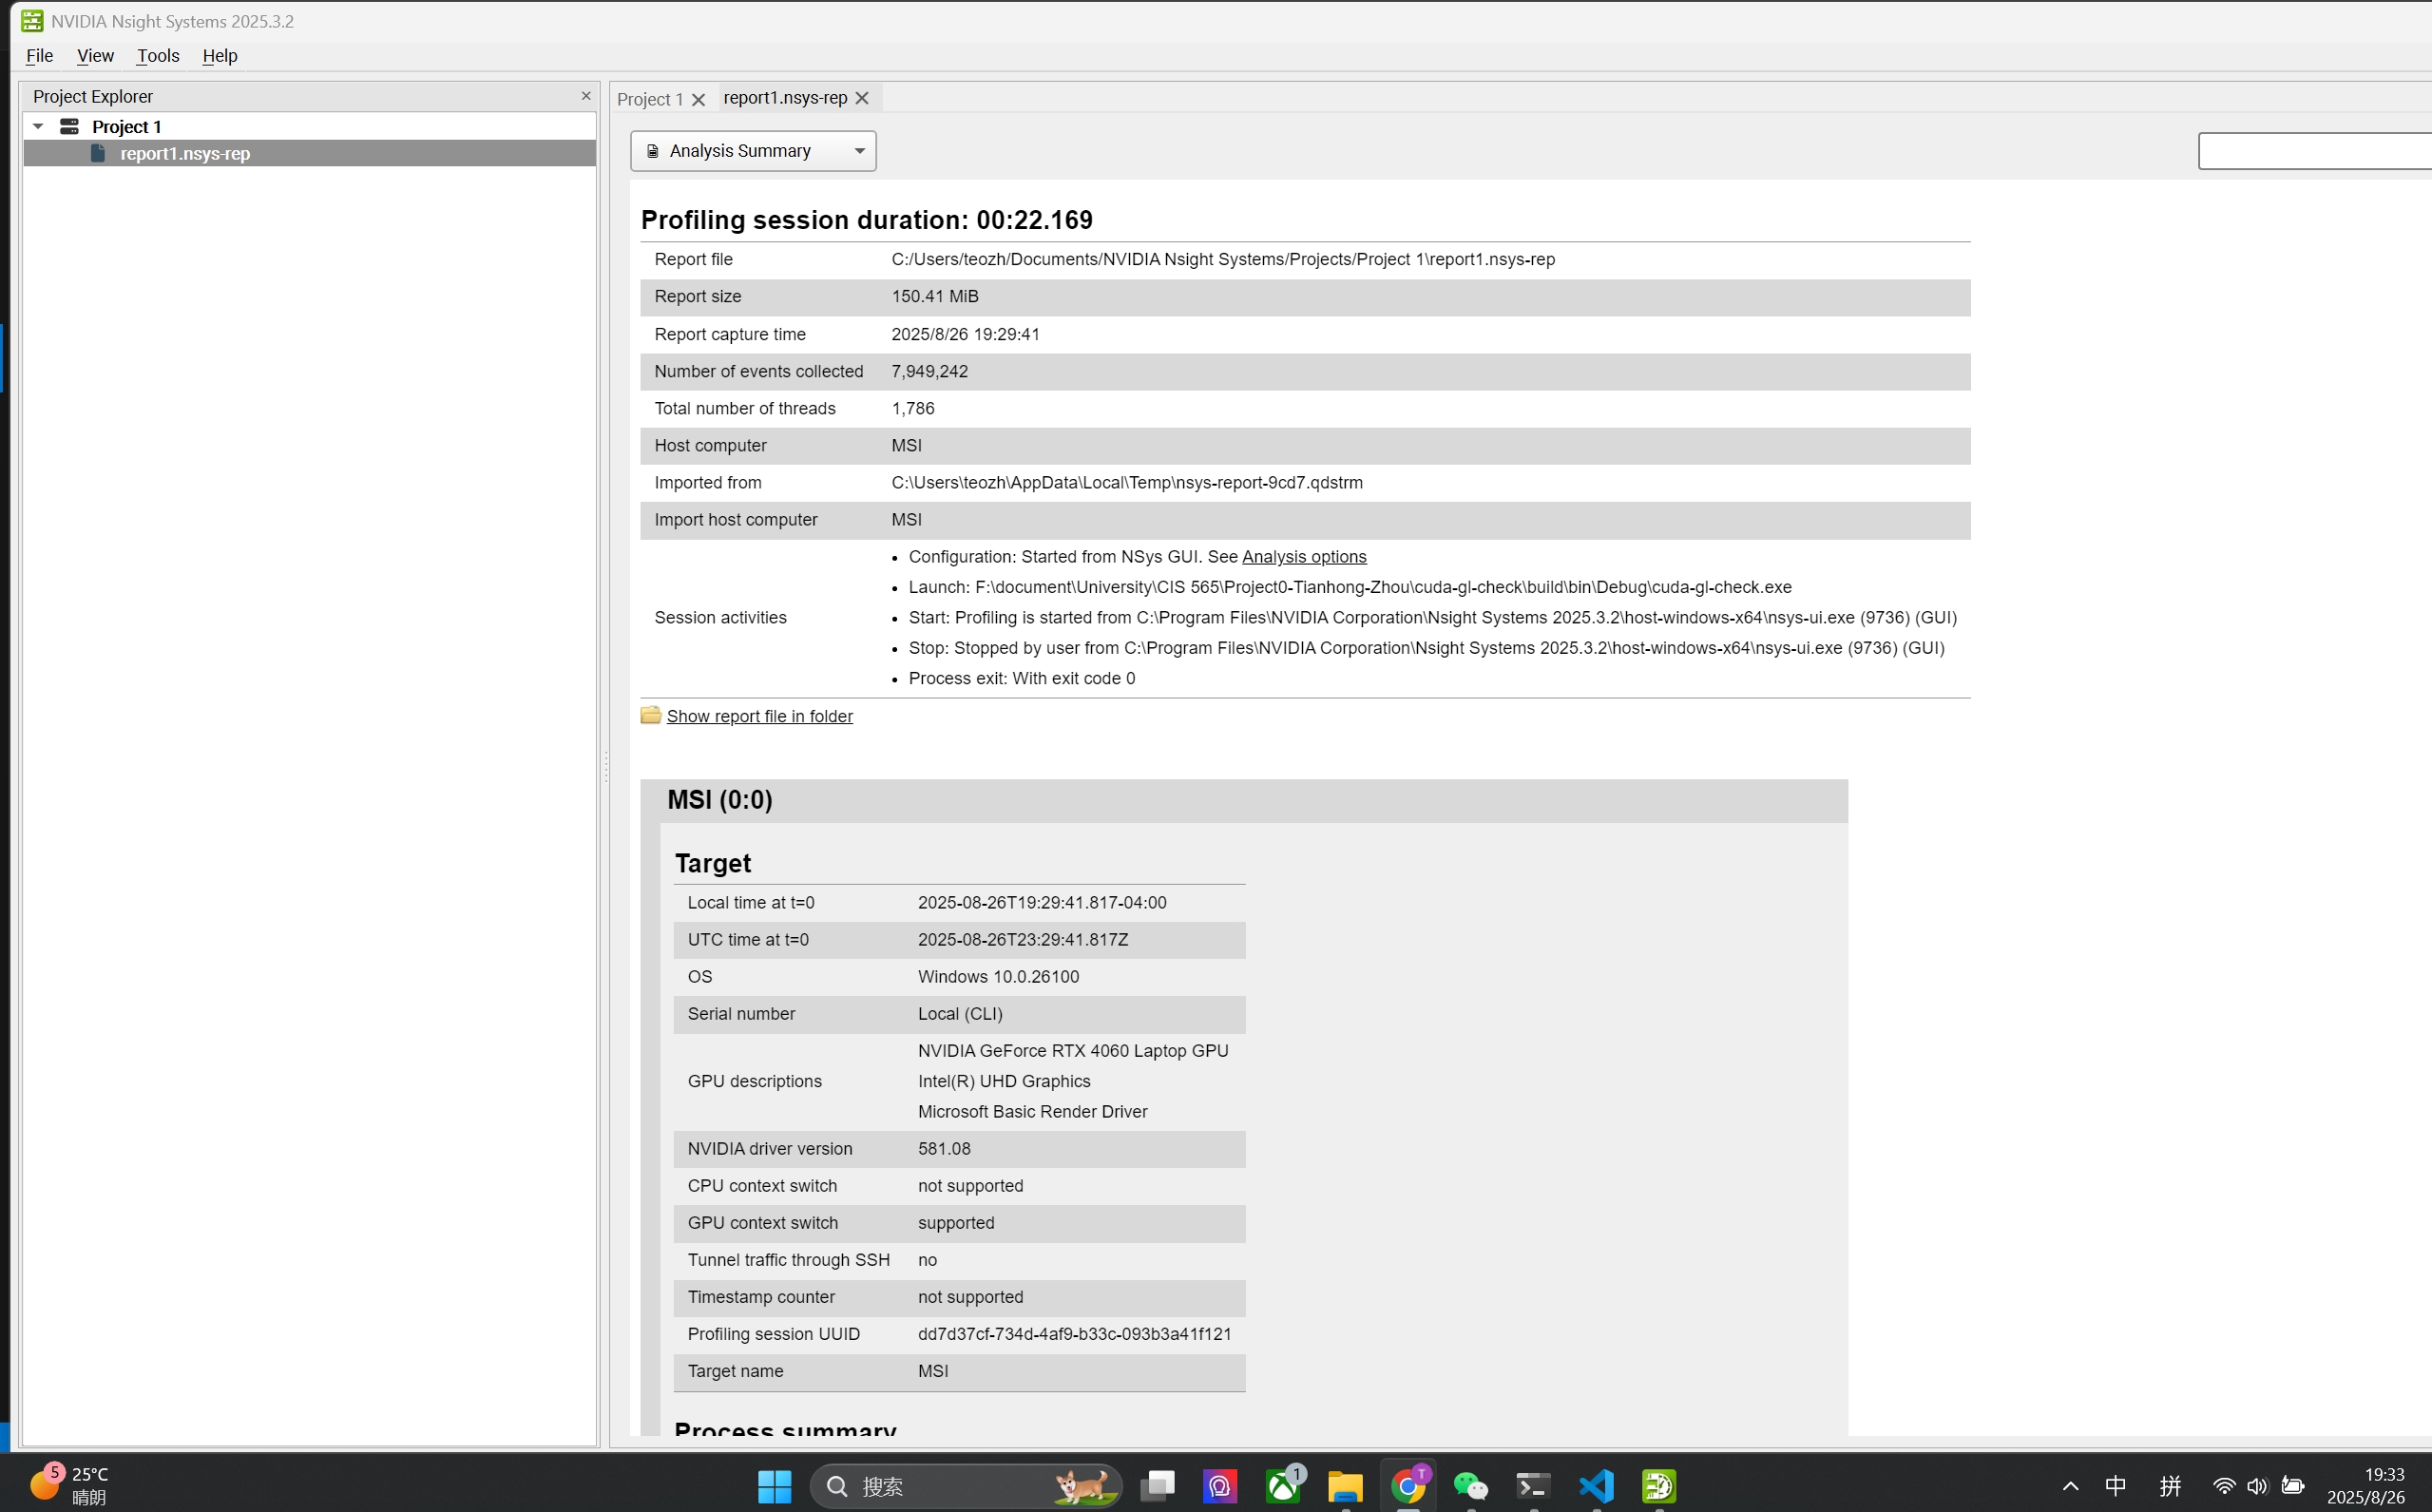 NVIDIA Nsight Systems 2025.3.2
File View Tools Help
Project Explorer
Project 1
report1.nsys-rep
Project 1 report1.nsys-rep
Analysis Summary
Profiling session duration: 00:22.169
Report file C:/Users/teozh/Documents/NVIDIA Nsight Systems/Projects/Project 1\report1.nsys-rep
Report size 150.41 MiB
Report capture time 2025/8/26 19:29:41
Number of events collected 7,949,242
Total number of threads 1,786
Host computer MSI
Imported from C:\Users\teozh\AppData\Local\Temp\nsys-report-9cd7.qdstrm
Import host computer MSI
Session activities
• Configuration: Started from NSys GUI. See Analysis options
• Launch: F:\document\University\CIS 565\Project0-Tianhong-Zhou\cuda-gl-check\build\bin\Debug\cuda-gl-check.exe
• Start: Profiling is started from C:\Program Files\NVIDIA Corporation\Nsight Systems 2025.3.2\host-windows-x64\nsys-ui.exe (9736) (GUI)
• Stop: Stopped by user from C:\Program Files\NVIDIA Corporation\Nsight Systems 2025.3.2\host-windows-x64\nsys-ui.exe (9736) (GUI)
• Process exit: With exit code 0
Show report file in folder
MSI (0:0)
Target
Local time at t=0 2025-08-26T19:29:41.817-04:00
UTC time at t=0 2025-08-26T23:29:41.817Z
OS Windows 10.0.26100
Serial number Local (CLI)
GPU descriptions
NVIDIA GeForce RTX 4060 Laptop GPU
Intel(R) UHD Graphics
Microsoft Basic Render Driver
NVIDIA driver version 581.08
CPU context switch not supported
GPU context switch supported
Tunnel traffic through SSH no
Timestamp counter not supported
Profiling session UUID dd7d37cf-734d-4af9-b33c-093b3a41f121
Target name MSI
Process summary
5
25°C
晴朗
搜索
1
T
中
拼
19:33
2025/8/26